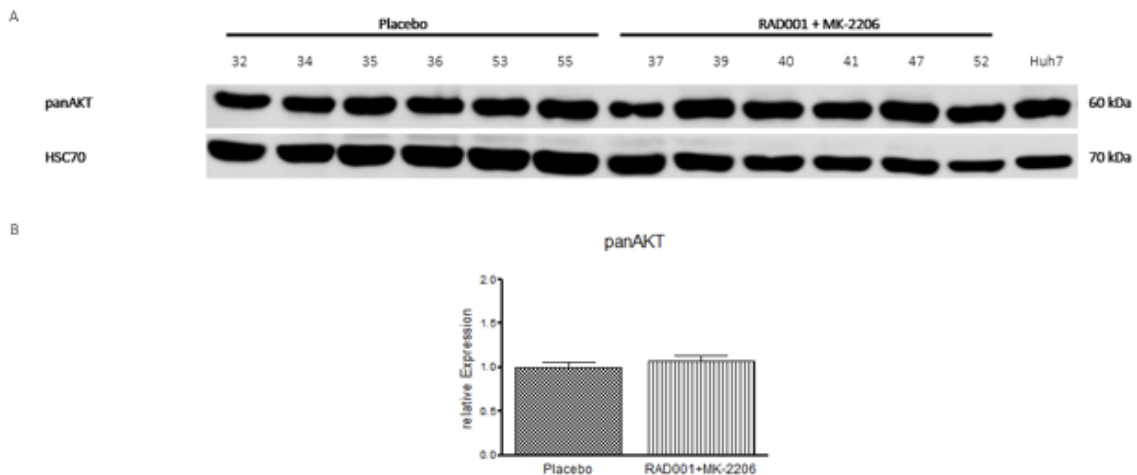 A
Placebo RAD001 + MK-2206
32 34 35 36 53 55 37 39 40 41 47 52 Huh7
panAKT 60 kDa
HSC70 70 kDa
B
panAKT
relative Expression
2.0
1.5
1.0
0.5
0.0
Placebo RAD001+MK-2206